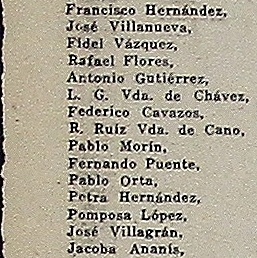 Francisco Hernández,
José Villanueva,
Fidel Vázquez,
Rafael Flores,
Antonio Gutiérrez,
L. G. Vda. de Chávez,
Federico Cavazos,
R. Ruíz Vda. de Cano,
Pablo Morín,
Fernando Puente,
Pablo Orta,
Petra Hernández,
Pomposa López,
José Villagrán,
Jacoba Ananís,